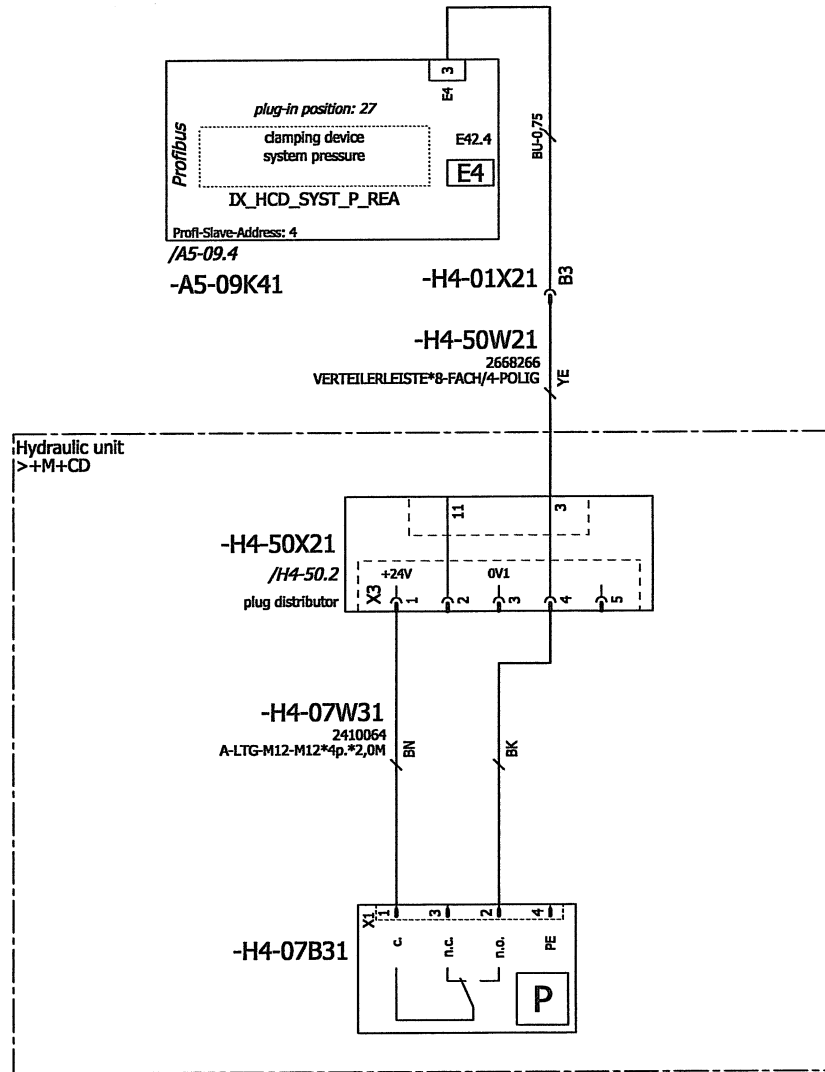 3
E4
plug-in position: 27
Profibus
clamping device
system pressure
E42.4
E4
IX_HCD_SYST_P_REA
Profi-Slave-Address: 4
/A5-09.4
-A5-09K41
BU-0,75
-H4-01X21
B3
-H4-50W21
2668266
VERTEILERLEISTE*8-FACH/4-POLIG
YE
Hydraulic unit
>+M+CD
11
3
-H4-50X21
/H4-50.2
plug distributor
X3
+24V
0V1
1
2
3
4
5
-H4-07W31
2410064
A-LTG-M12-M12*4p.*2,0M
BN
BK
X1
1
3
2
4
c.
n.c.
n.o.
PE
-H4-07B31
P